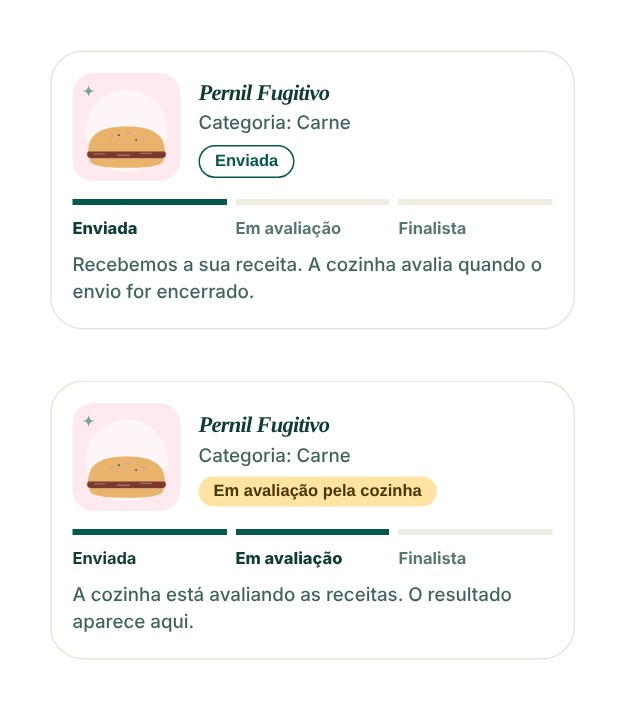 Pernil Fugitivo
Categoria: Carne
Enviada
Enviada
Em avaliação
Finalista
Recebemos a sua receita. A cozinha avalia quando o
envio for encerrado.
Pernil Fugitivo
Categoria: Carne
Em avaliação pela cozinha
Enviada
Em avaliação
Finalista
A cozinha está avaliando as receitas. O resultado
aparece aqui.